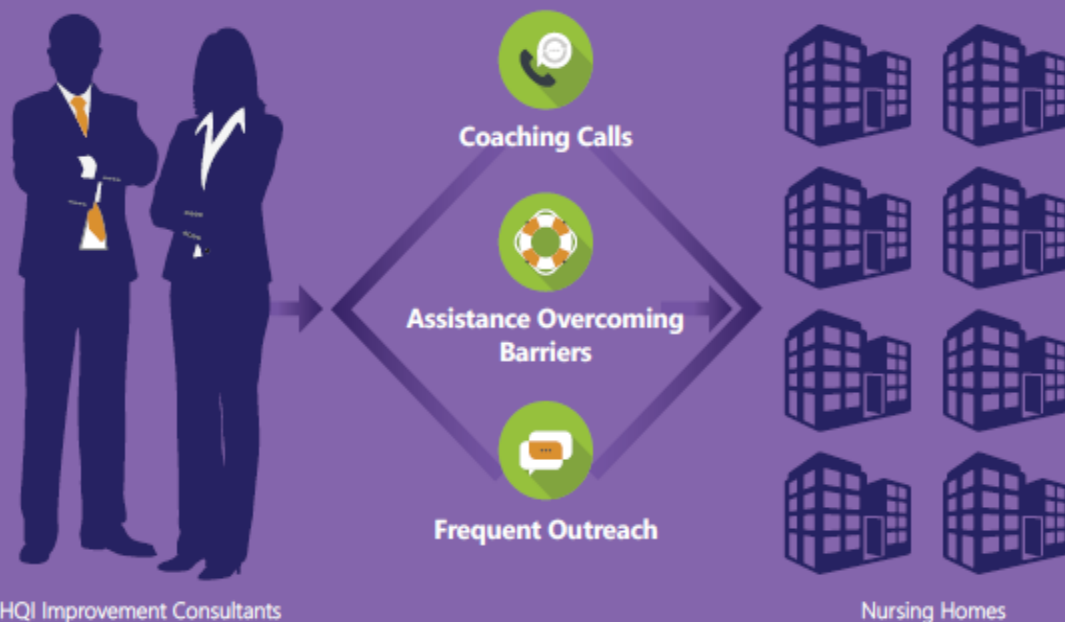 Coaching Calls
Assistance Overcoming
Barriers
Frequent Outreach
HQI Improvement Consultants
Nursing Homes